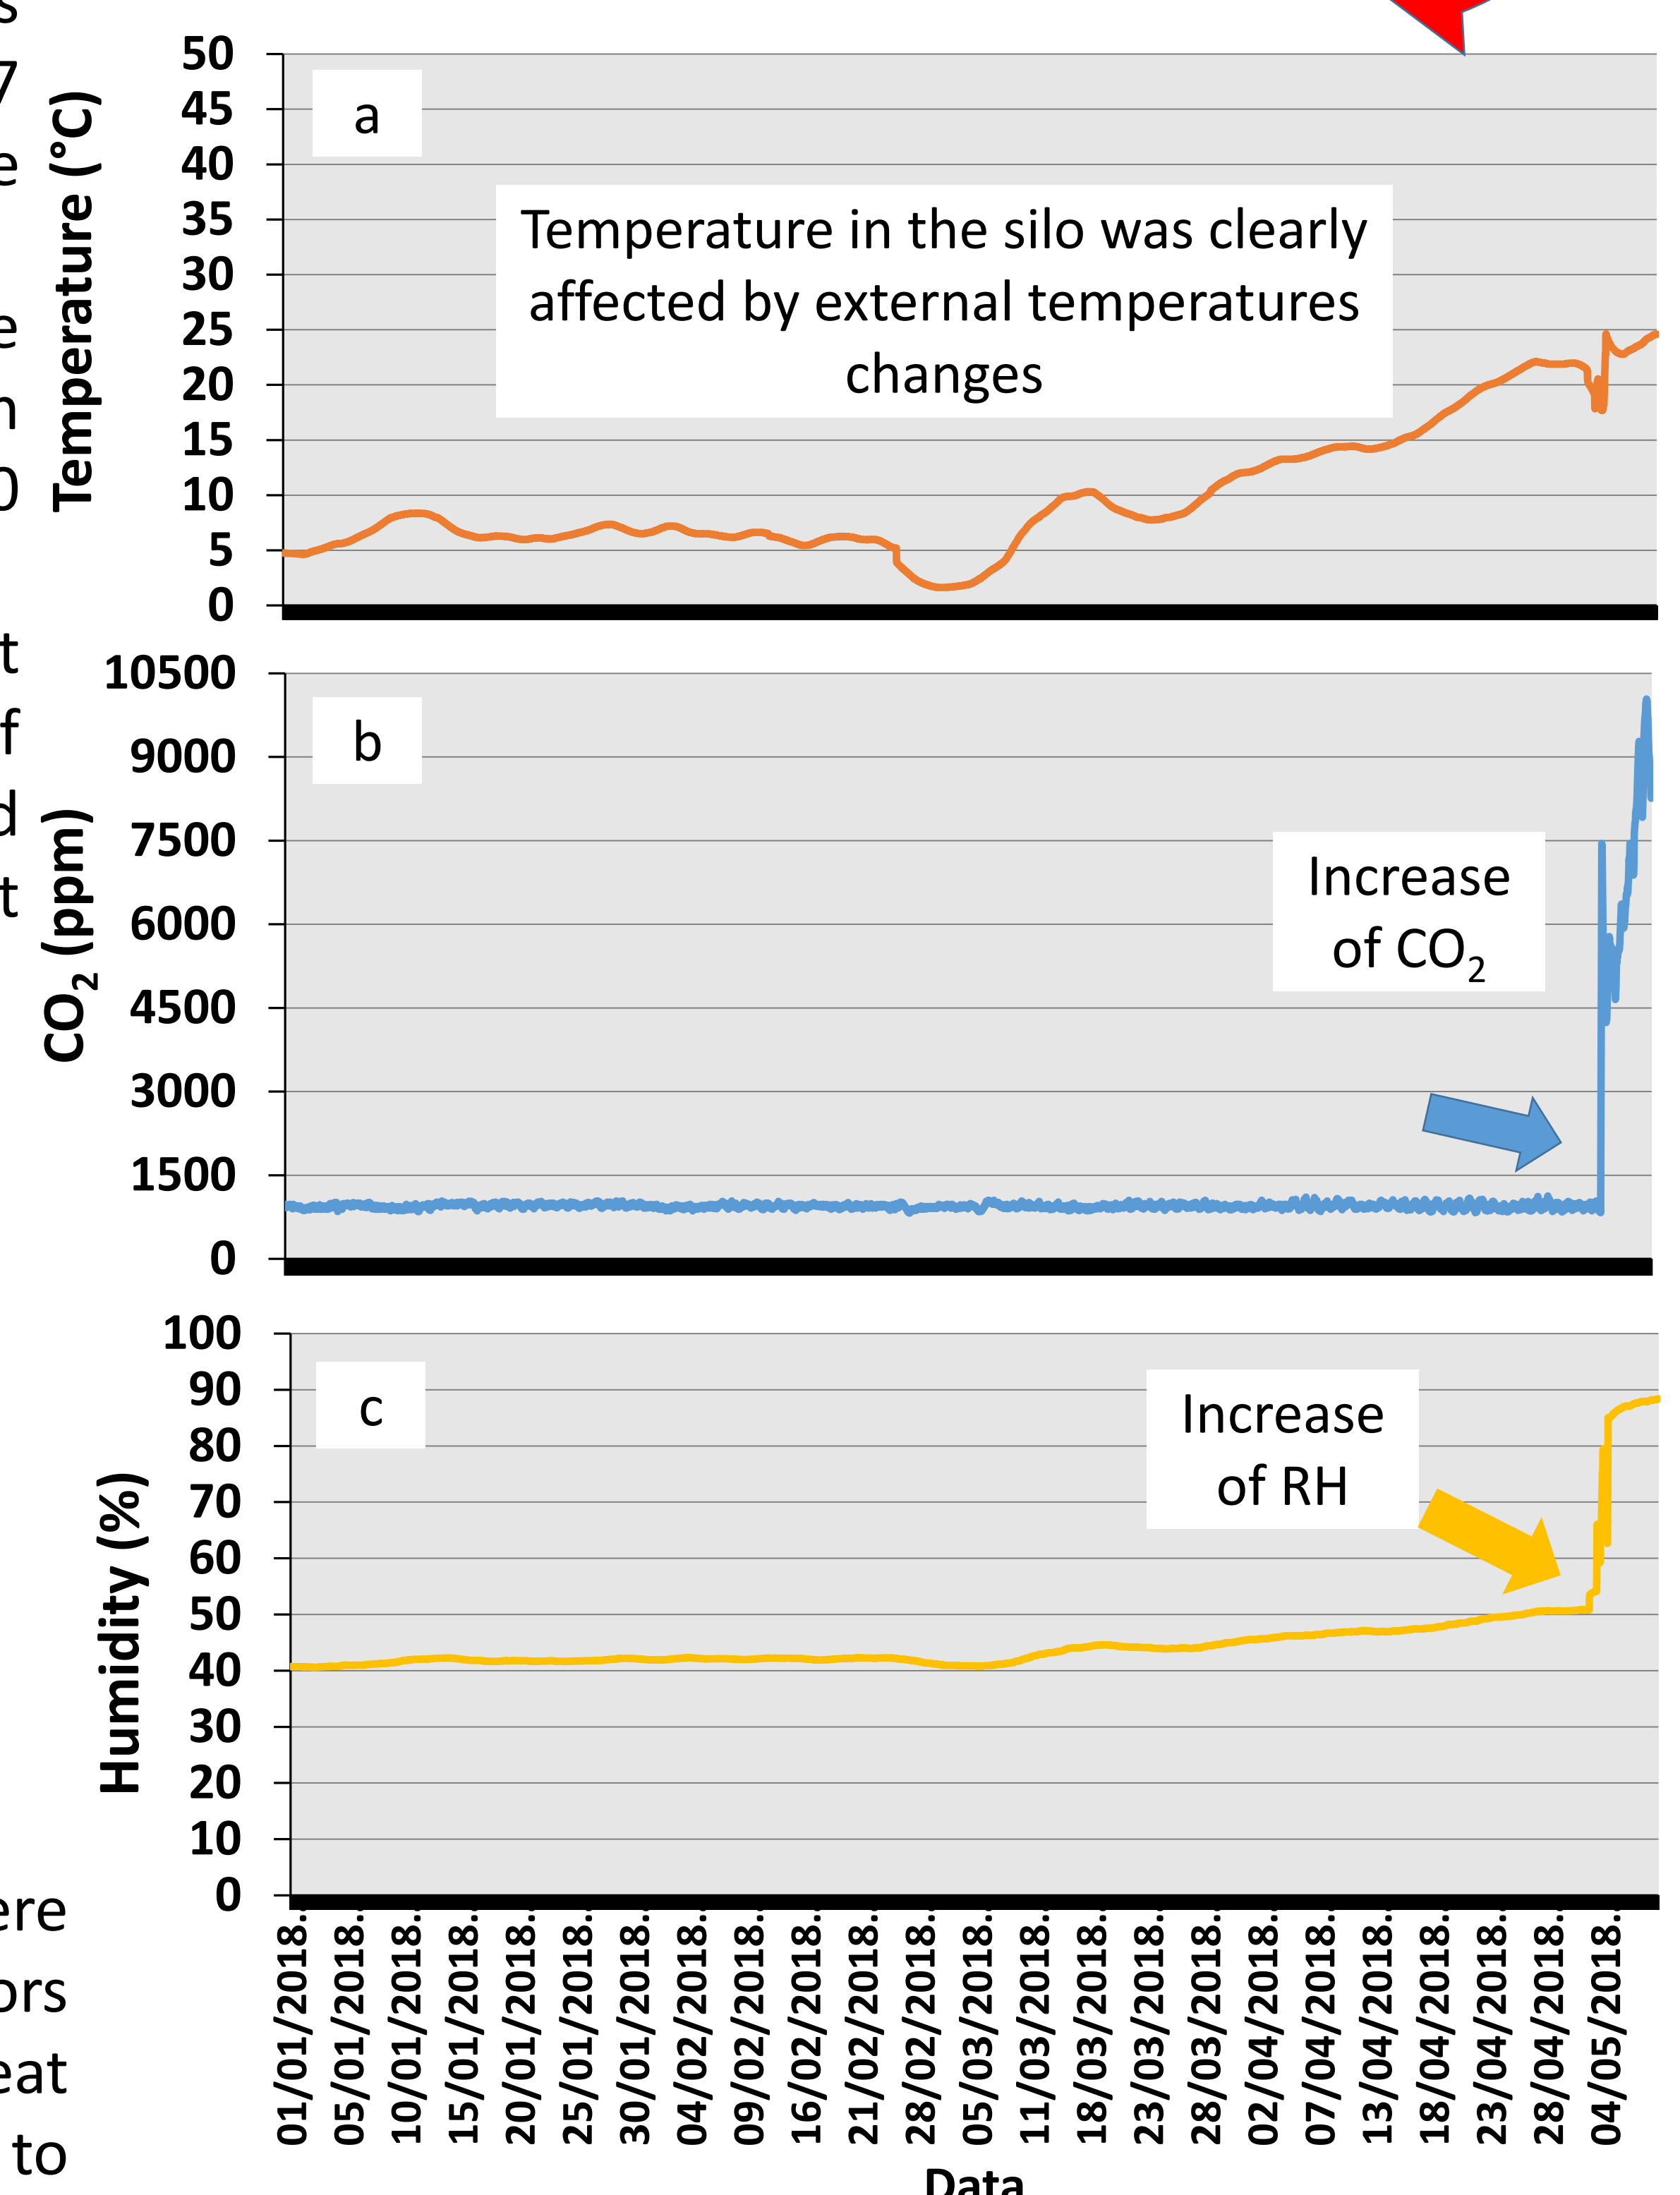 50
45
40
35
30
25
20
15
10
5
0
Temperature (°C)
a
Temperature in the silo was clearly
affected by external temperatures
changes
10500
9000
7500
6000
4500
3000
1500
0
CO2 (ppm)
b
Increase
of CO2
100
90
80
70
60
50
40
30
20
10
0
Humidity (%)
c
Increase
of RH
01/01/2018.
05/01/2018.
10/01/2018.
15/01/2018.
20/01/2018.
25/01/2018.
30/01/2018.
04/02/2018.
09/02/2018.
16/02/2018.
21/02/2018.
28/02/2018.
05/03/2018.
11/03/2018.
18/03/2018.
23/03/2018.
28/03/2018.
02/04/2018.
07/04/2018.
13/04/2018.
18/04/2018.
23/04/2018.
28/04/2018.
04/05/2018.
Data
s
7
e
e
n
0
t
f
d
t
ere
ors
eat
to